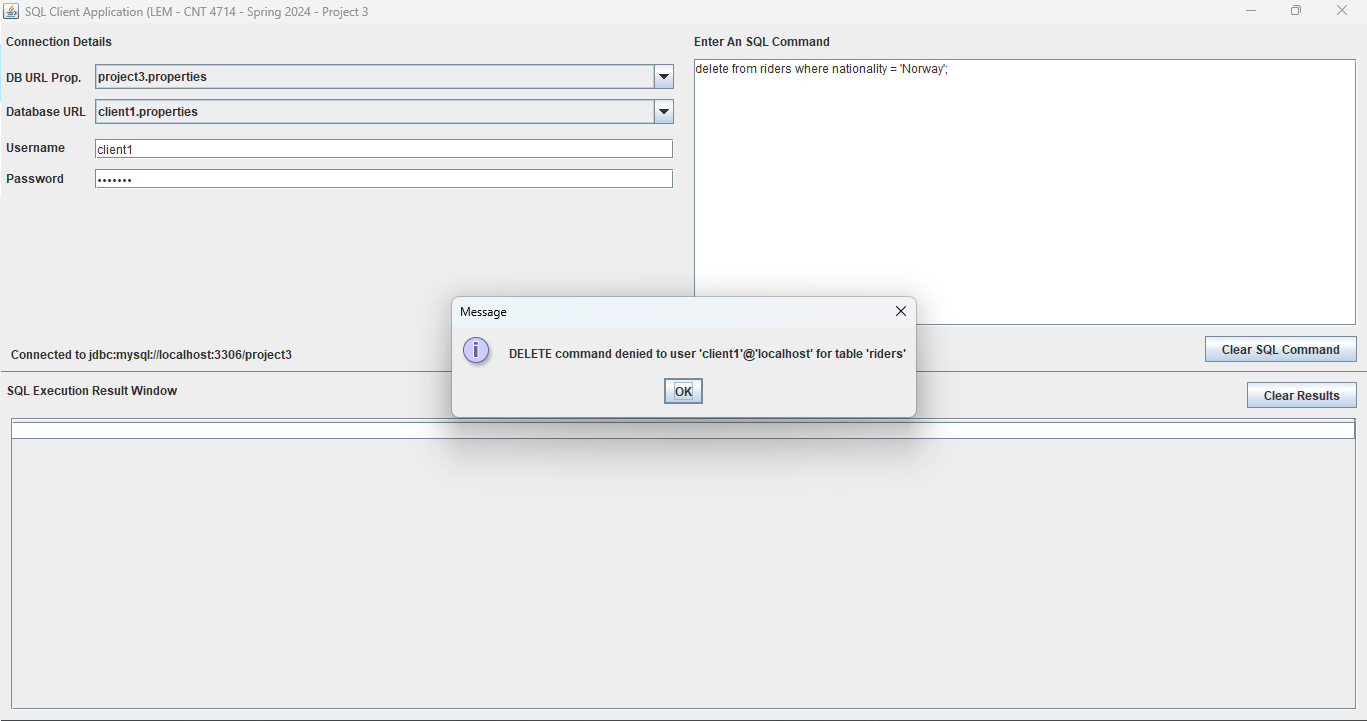 SQL Client Application (LEM - CNT 4714 - Spring 2024 - Project 3
Connection Details
DB URL Prop.
project3.properties
Database URL
client1.properties
Username
client1
Password
•••••••
Enter An SQL Command
delete from riders where nationality = 'Norway';
Message
DELETE command denied to user 'client1'@'localhost' for table 'riders'
OK
Connected to jdbc:mysql://localhost:3306/project3
Clear SQL Command
SQL Execution Result Window
Clear Results